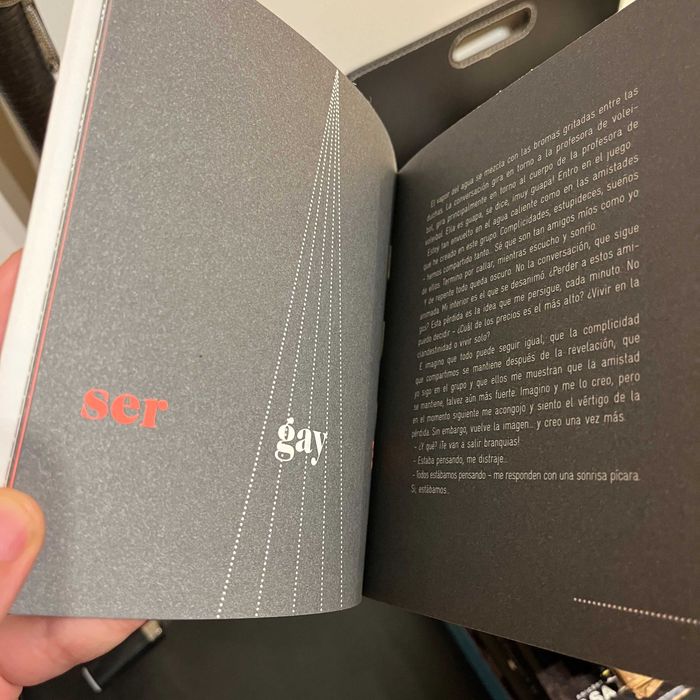 ser
gay
El vapor del agua se mezcla con las bromas gritadas entre las
duchas. La conversación gira en torno a la profesora de volei-
bol, gira principalmente en torno al cuerpo de la profesora de
voleibol. Ella es guapa, se dice, ¡muy guapa! Entro en el juego.
Estoy tan envuelto en el agua caliente como en las amistades
que he creado en este grupo. Complicidades, estupideces, sueños
- hemos compartido tanto. Sé que son tan amigos míos como yo
de ellos. Termino por callar, mientras escucho y sonrío.
Y de repente todo queda oscuro. No la conversación, que sigue
animada. Mi inferior es el que se desanimó. ¿Perder a estos ami-
gos? Esta pérdida es la idea que me persigue, cada minuto. No
puedo decidir - ¿Cuál de los precios es el más alto? ¿Vivir en la
clandestinidad o vivir solo?
E imagino que todo puede seguir igual, que la complicidad
que compartimos se mantiene después de la revelación, que
yo sigo en el grupo y que ellos me muestran que la amistad
se mantiene, talvez aún más fuerte. Imagino y me lo creo, pero
en el momento siguiente me acongojo y siento el vértigo de la
pérdida. Sin embargo, vuelve la imagen... y creo una vez más.
- ¿Y qué? ¡Te van a salir branquias!
- Estaba pensando, me distraje...
- Todos estábamos pensando - me responden con una sonrisa pícara.
Sí, estábamos...